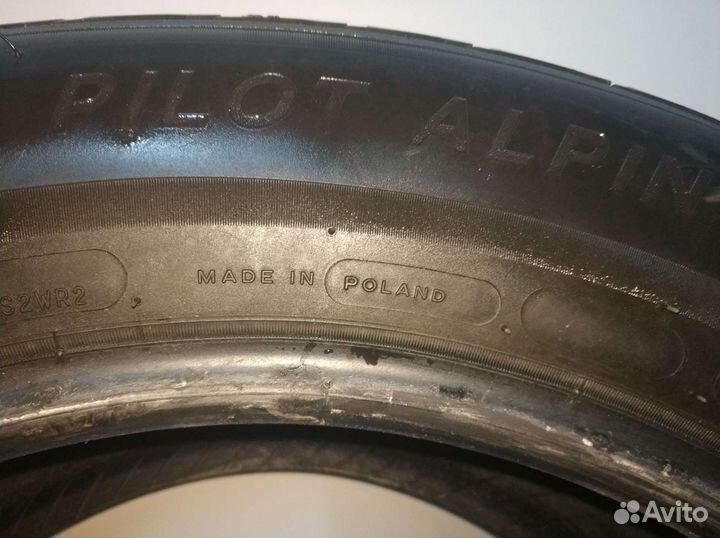 PILOT ALPIN
MADE IN POLAND
S2WR2
Avito